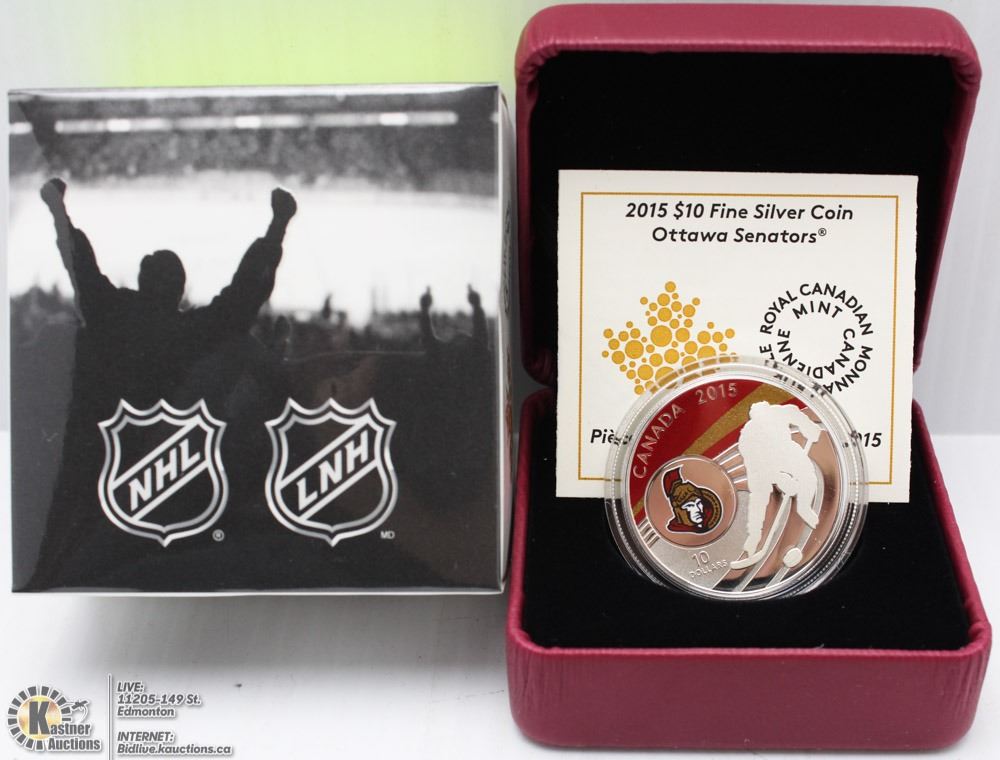 NHL
®
LNH
MD
2015 $10 Fine Silver Coin
Ottawa Senators®
ROYAL CANADIAN MINT
MONNAIE CANADIENNE
CANADA 2015
10
DOLLARS
Kastner
Auctions
LIVE:
11205-149 St.
Edmonton
INTERNET:
Bidlive.kauctions.ca